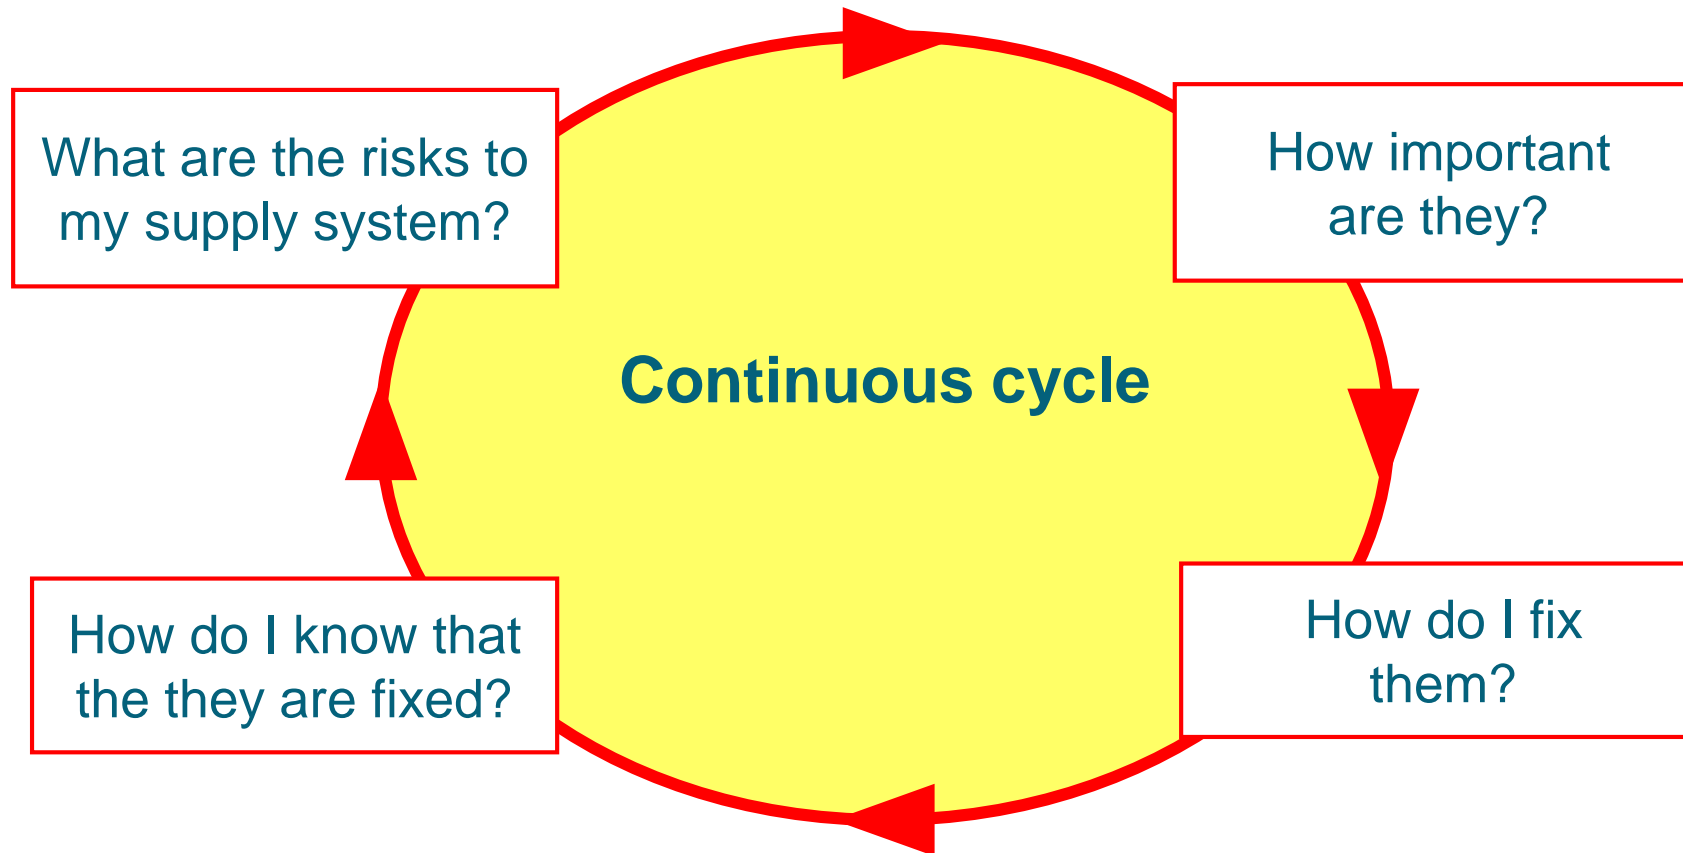 What are the risks to
my supply system?
How important
are they?
Continuous cycle
How do I know that
the they are fixed?
How do I fix
them?